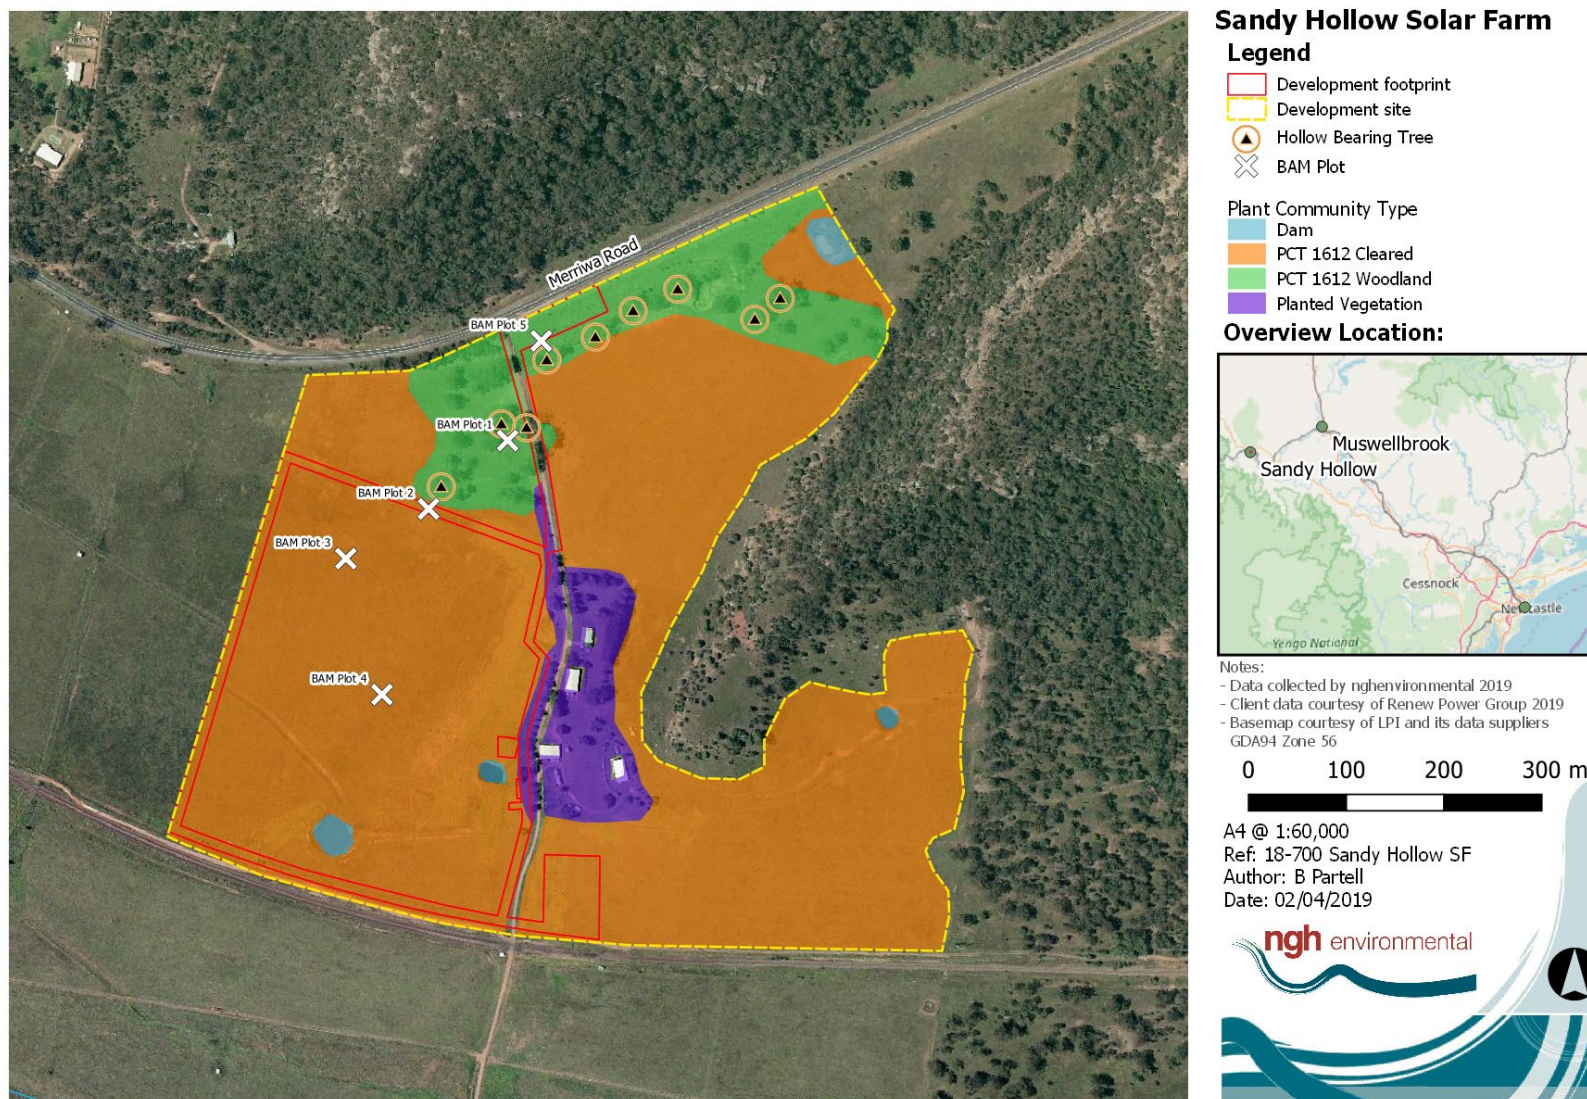 Sandy Hollow Solar Farm
Legend
Development footprint
Development site
Hollow Bearing Tree
BAM Plot
Plant Community Type
Dam
PCT 1612 Cleared
PCT 1612 Woodland
Planted Vegetation
Overview Location:
Muswellbrook
Sandy Hollow
Cessnock
Newcastle
Yengo National
Notes:
- Data collected by nghenvironmental 2019
- Client data courtesy of Renew Power Group 2019
- Basemap courtesy of LPI and its data suppliers
GDA94 Zone 56
0 100 200 300 m
A4 @ 1:60,000
Ref: 18-700 Sandy Hollow SF
Author: B Partell
Date: 02/04/2019
ngh environmental
Merriwa Road
BAM Plot 5
BAM Plot 1
BAM Plot 2
BAM Plot 3
BAM Plot 4